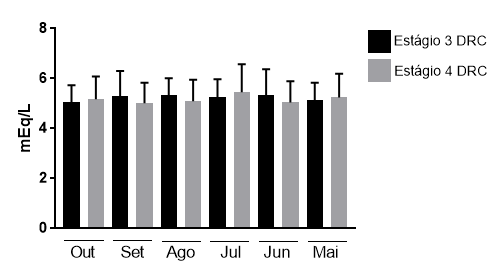 8
6
4
2
0
mEq/L
Out Set Ago Jul Jun Mai
Estágio 3 DRC
Estágio 4 DRC